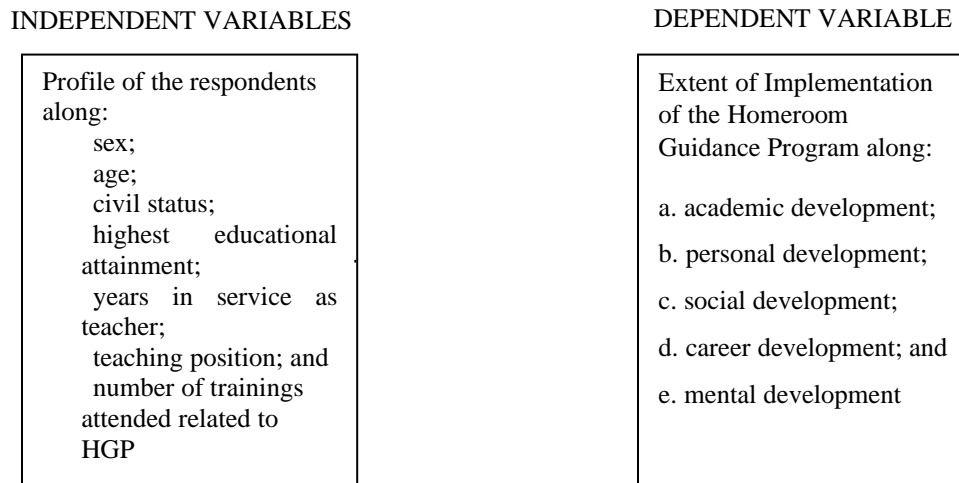 INDEPENDENT VARIABLES
Profile of the respondents
along:
sex;
age;
civil status;
highest educational
attainment;
years in service as
teacher;
teaching position; and
number of trainings
attended related to
HGP
DEPENDENT VARIABLE
Extent of Implementation
of the Homeroom
Guidance Program along:
a. academic development;
b. personal development;
c. social development;
d. career development; and
e. mental development